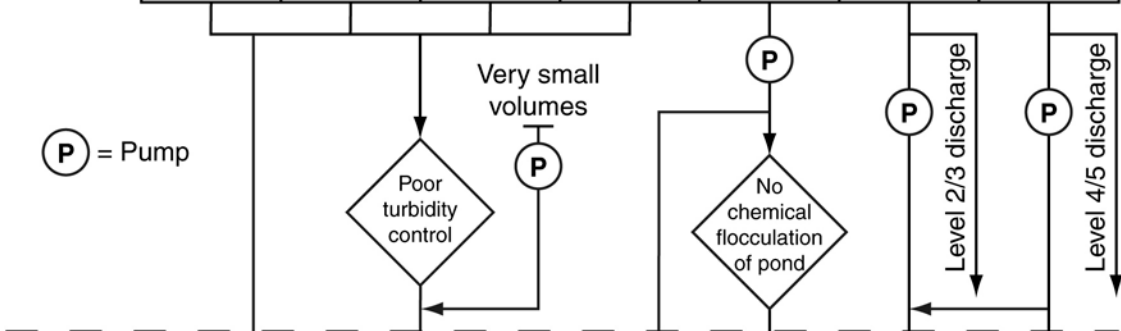 P
Very small
volumes
P
P
Level 2/3 discharge
Level 4/5 discharge
P = Pump
P
Poor
turbidity
control
No
chemical
flocculation
of pond
P